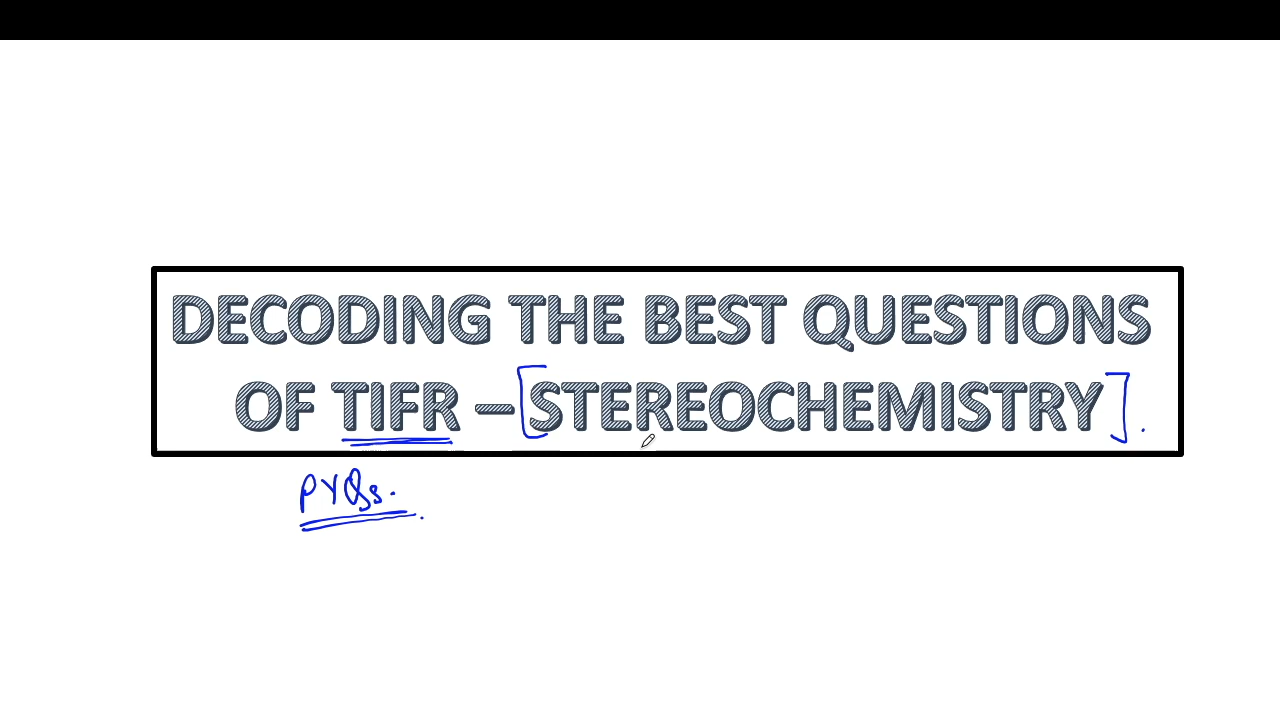 DECODING THE BEST QUESTIONS
OF TIFR – [STEREOCHEMISTRY].
PYQs.